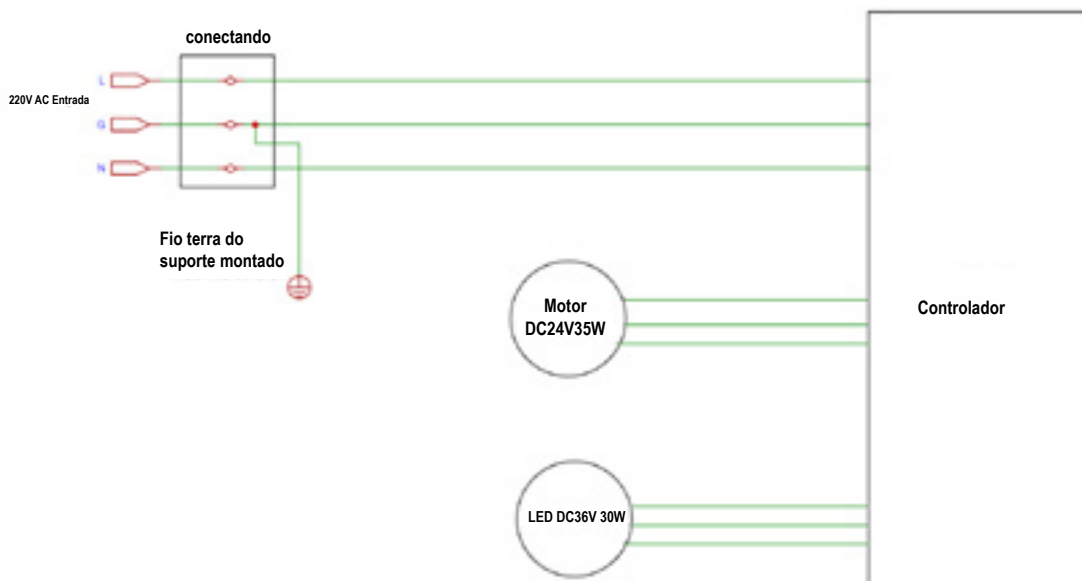 conectando
L
220V AC Entrada
G
N
Fio terra do
suporte montado
Motor
DC24V35W
Controlador
LED DC36V 30W